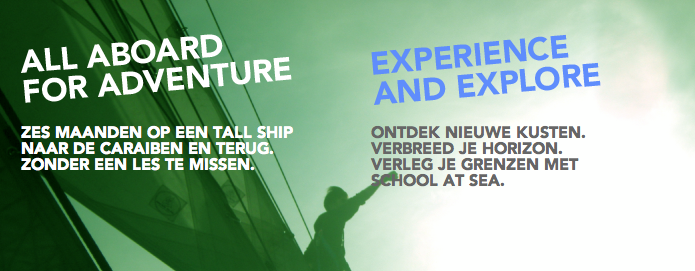 ALL ABOARD
FOR ADVENTURE
ZES MAANDEN OP EEN TALL SHIP
NAAR DE CARAIBEN EN TERUG.
ZONDER EEN LES TE MISSEN.
EXPERIENCE
AND EXPLORE
ONTDEK NIEUWE KUSTEN.
VERBREED JE HORIZON.
VERLEG JE GRENZEN MET
SCHOOL AT SEA.